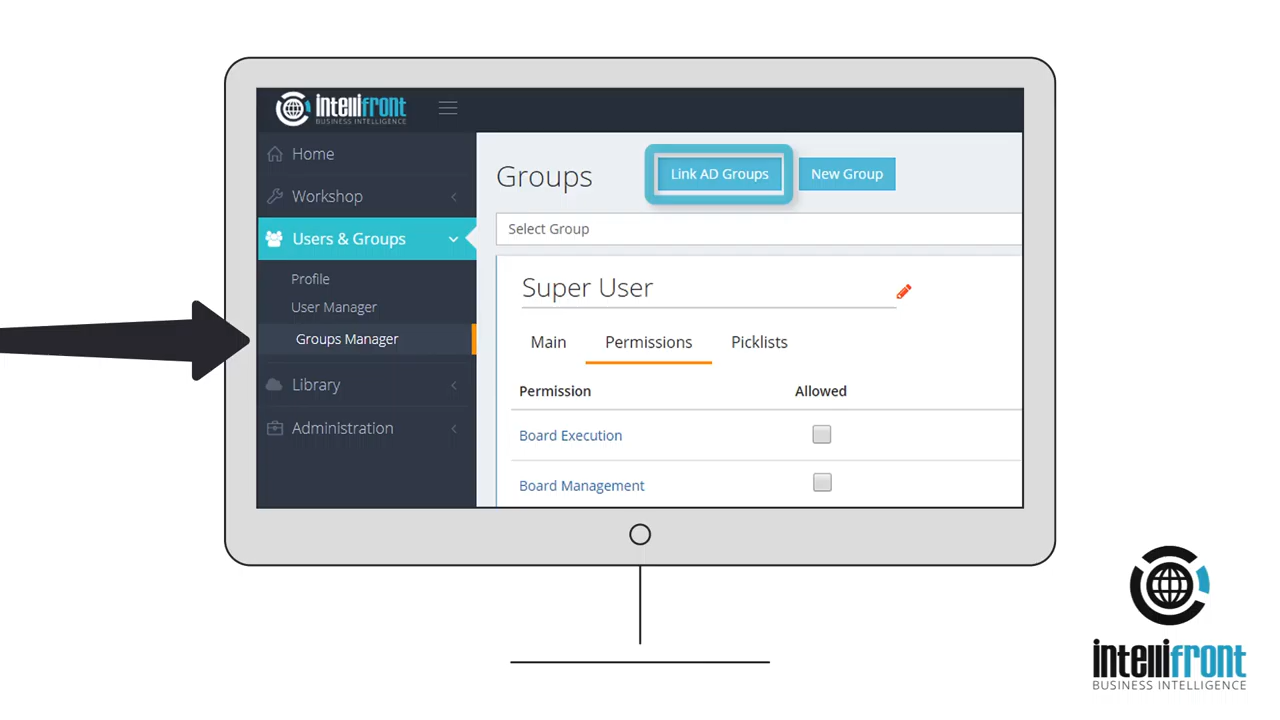 intellifront
BUSINESS INTELLIGENCE
Home
Workshop
Users & Groups
Profile
User Manager
Groups Manager
Library
Administration
Groups
Link AD Groups
New Group
Select Group
Super User
Main Permissions Picklists
Permission Allowed
Board Execution
Board Management
intellifront
BUSINESS INTELLIGENCE